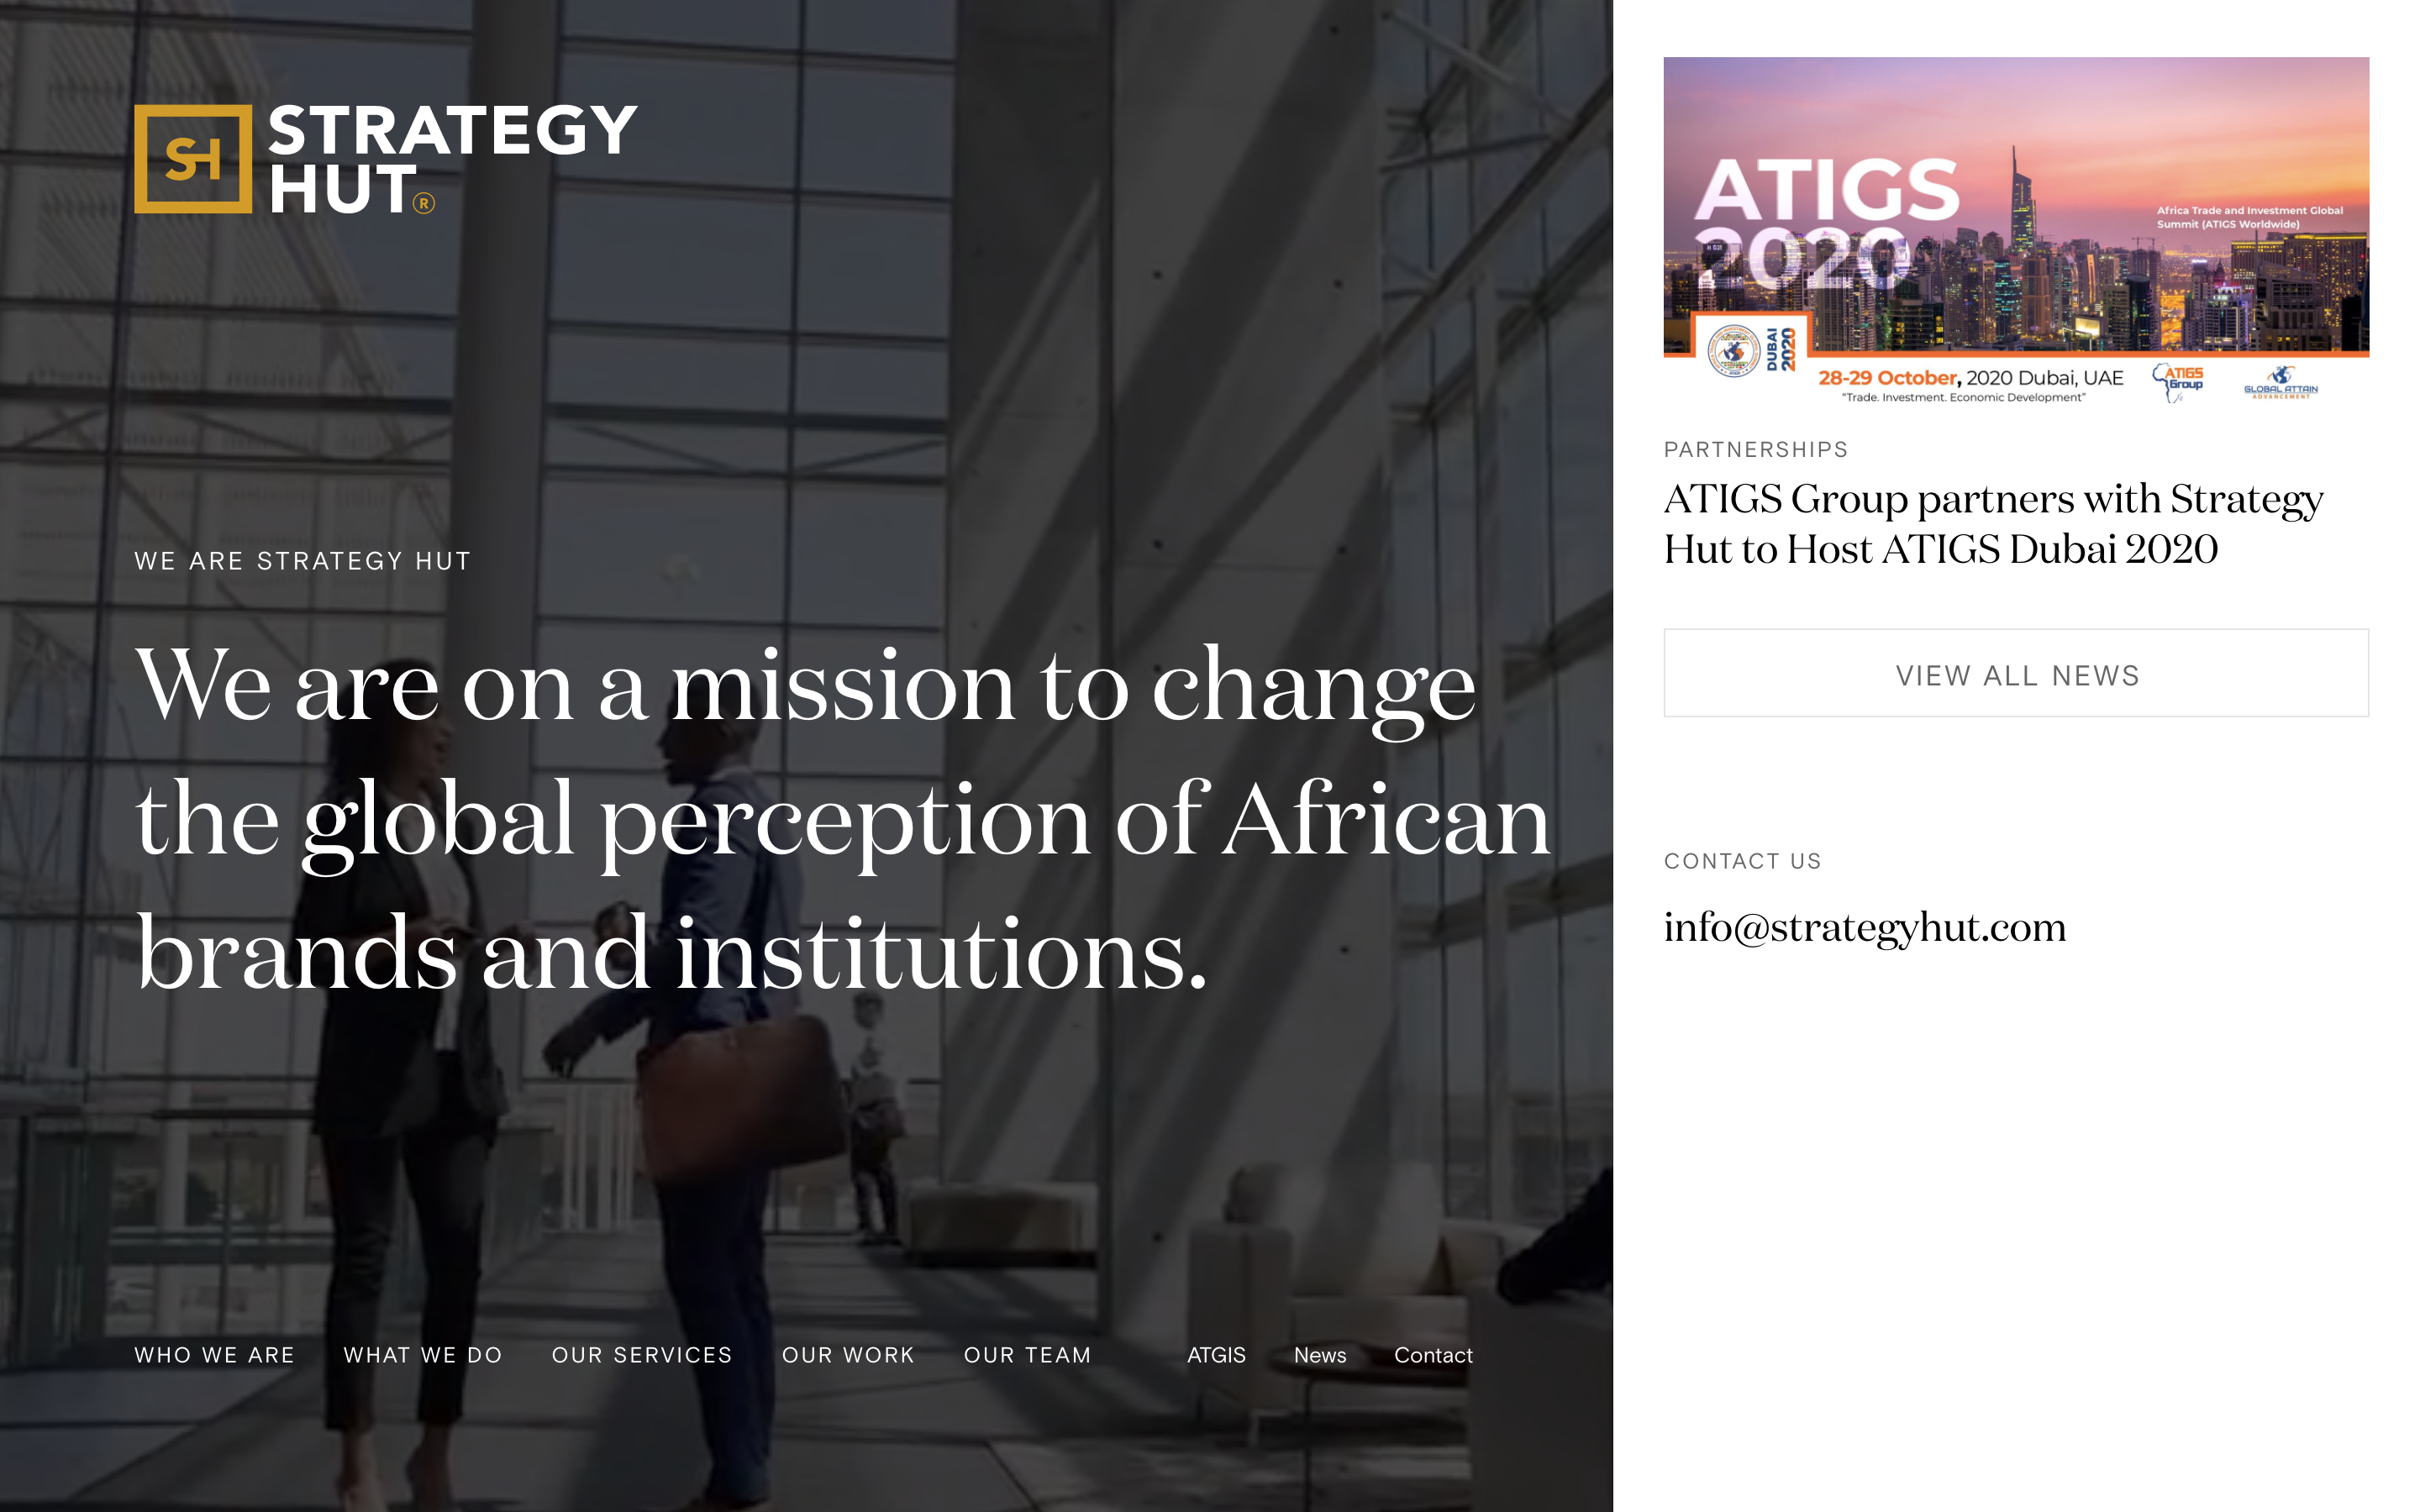 SH
STRATEGY
HUT®
WE ARE STRATEGY HUT
We are on a mission to change
the global perception of African
brands and institutions.
WHO WE ARE WHAT WE DO OUR SERVICES OUR WORK OUR TEAM ATGIS News Contact
ATIGS
2020
Africa Trade and Investment Global
Summit (ATIGS Worldwide)
DUBAI
2020
28-29 October, 2020 Dubai, UAE
"Trade. Investment. Economic Development"
ATIGS
Group
GLOBAL ATTAIN
ADVANCEMENT
PARTNERSHIPS
ATIGS Group partners with Strategy
Hut to Host ATIGS Dubai 2020
VIEW ALL NEWS
CONTACT US
info@strategyhut.com